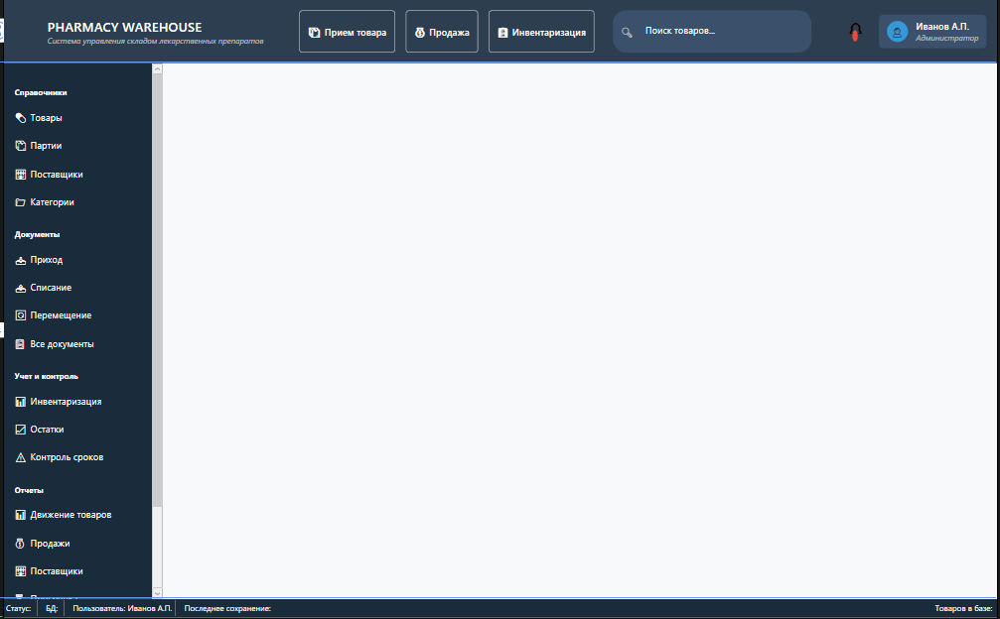 PHARMACY WAREHOUSE
Система управления складом лекарственных препаратов
Прием товара
Продажа
Инвентаризация
Поиск товаров...
Иванов А.П.
Администратор
Справочники
Товары
Партии
Поставщики
Категории
Документы
Приход
Списание
Перемещение
Все документы
Учет и контроль
Инвентаризация
Остатки
Контроль сроков
Отчеты
Движение товаров
Продажи
Поставщики
Статус:
БД:
Пользователь: Иванов А.П.
Последнее сохранение:
Товаров в базе: